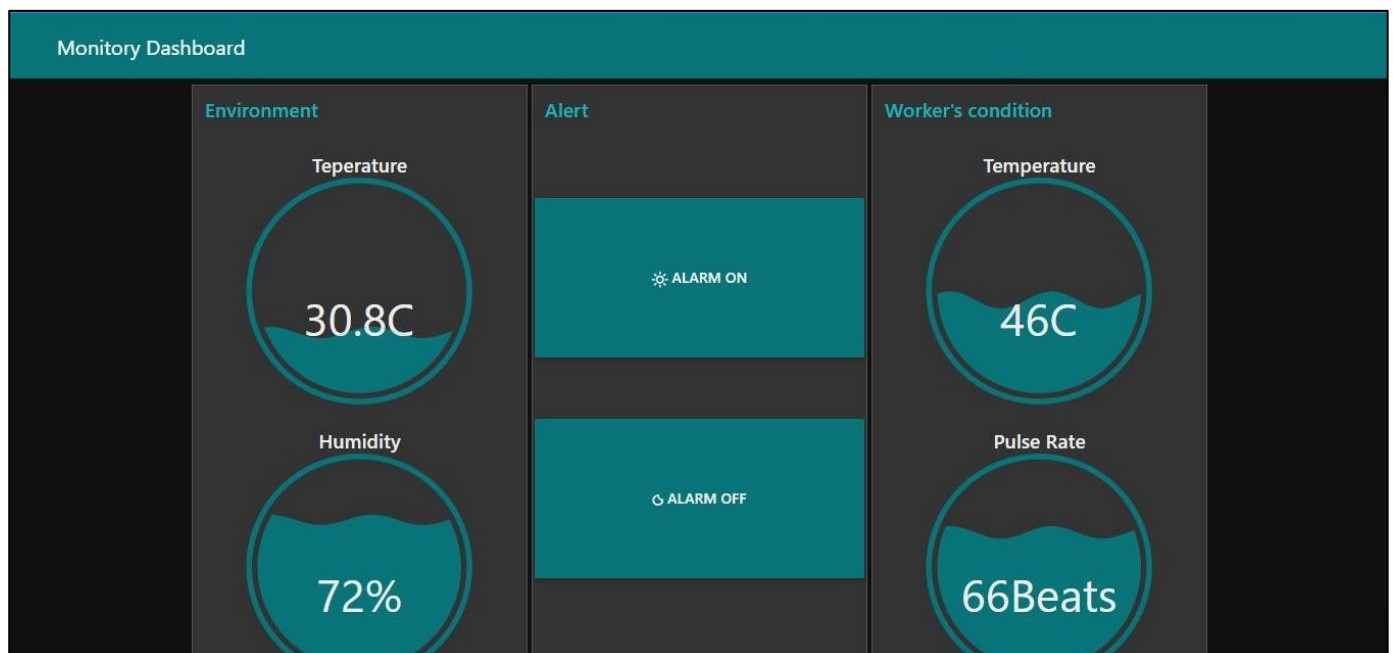 Monitory Dashboard
Environment
Teperature
30.8C
Humidity
72%
Alert
ALARM ON
ALARM OFF
Worker's condition
Temperature
46C
Pulse Rate
66Beats